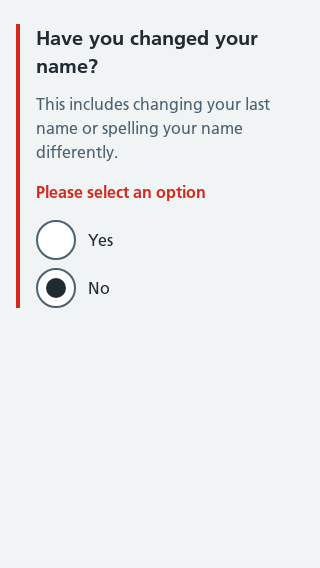 Have you changed your
name?
This includes changing your last
name or spelling your name
differently.
Please select an option
Yes
No